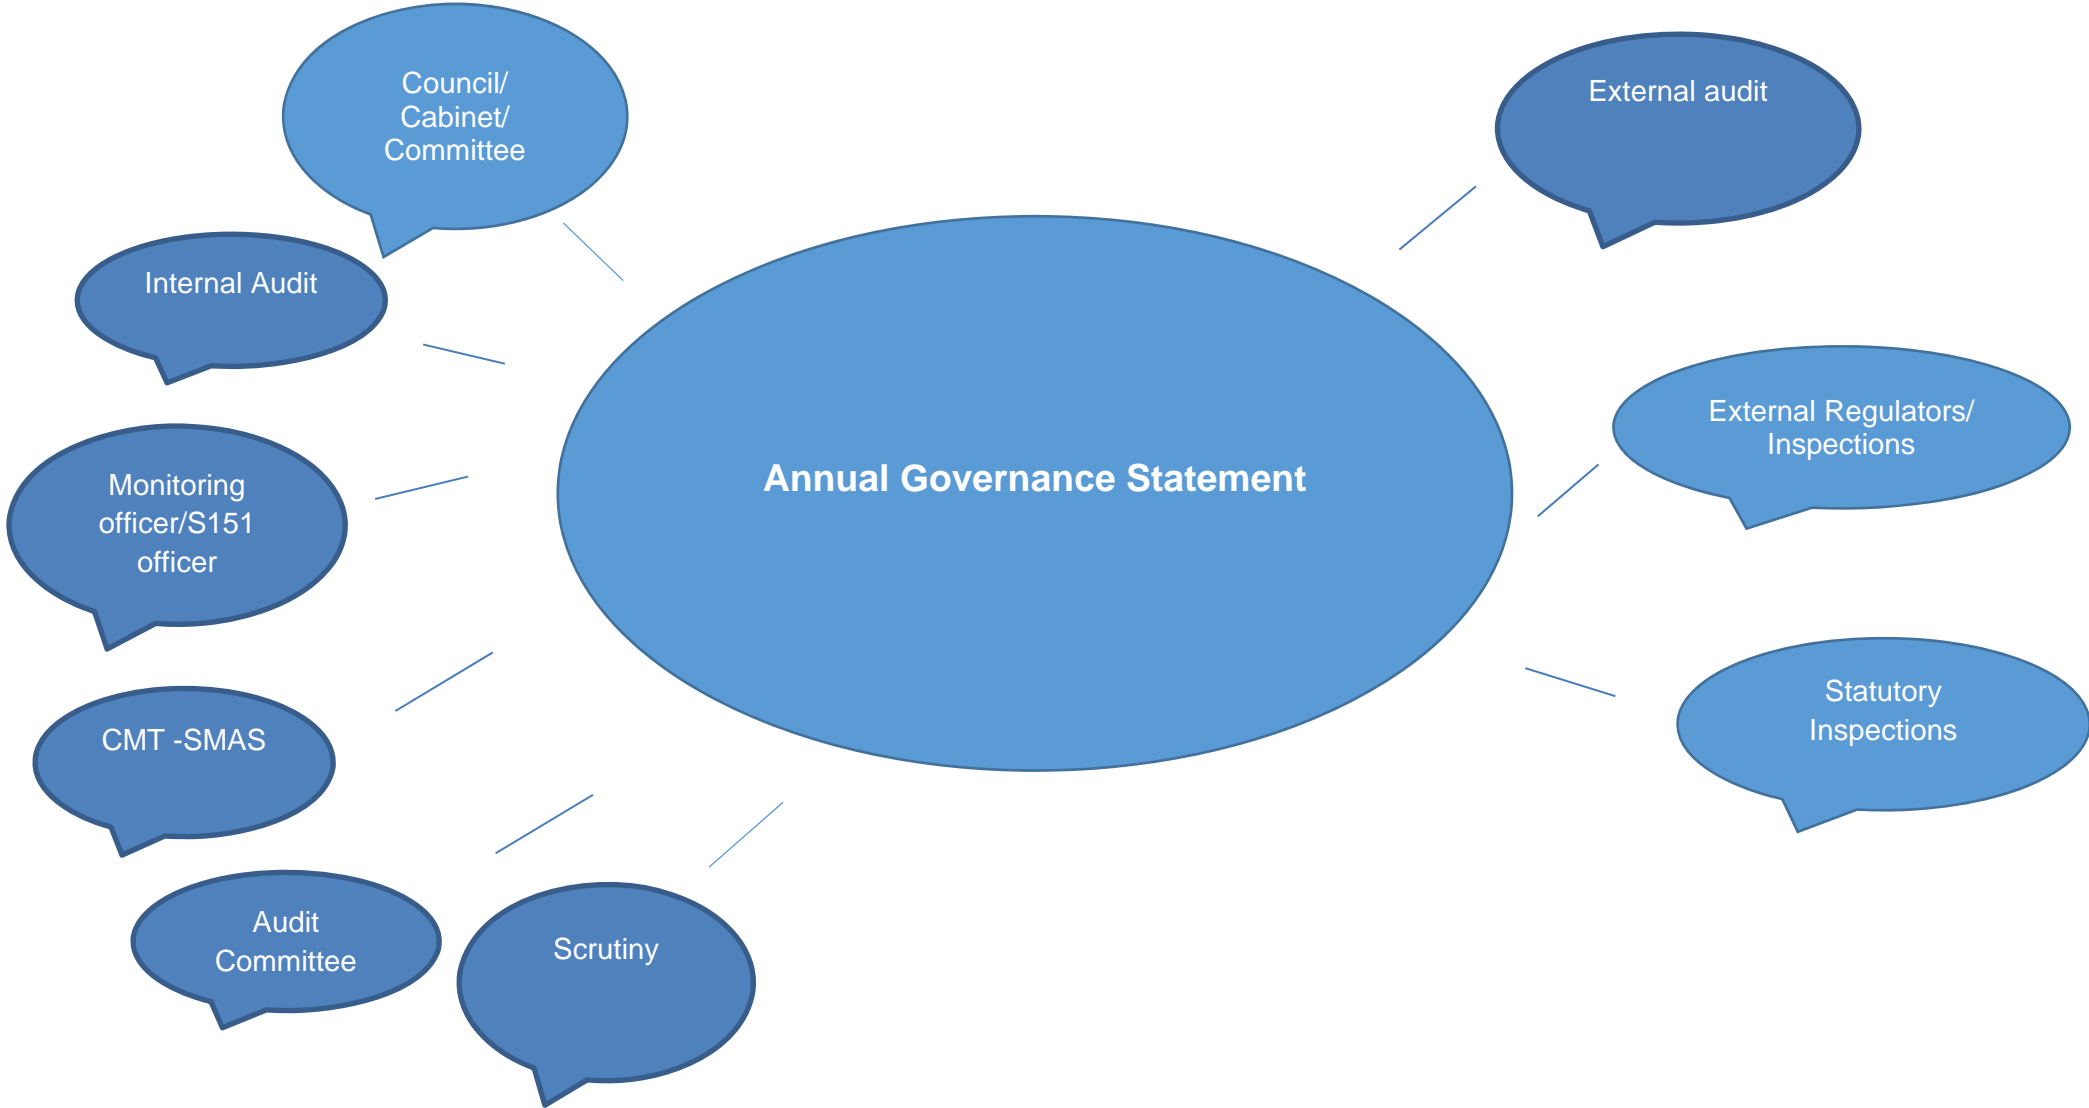 Council/
Cabinet/
Committee
External audit
Internal Audit
External Regulators/
Inspections
Annual Governance Statement
Monitoring
officer/S151
officer
Statutory
Inspections
CMT -SMAS
Audit
Committee
Scrutiny